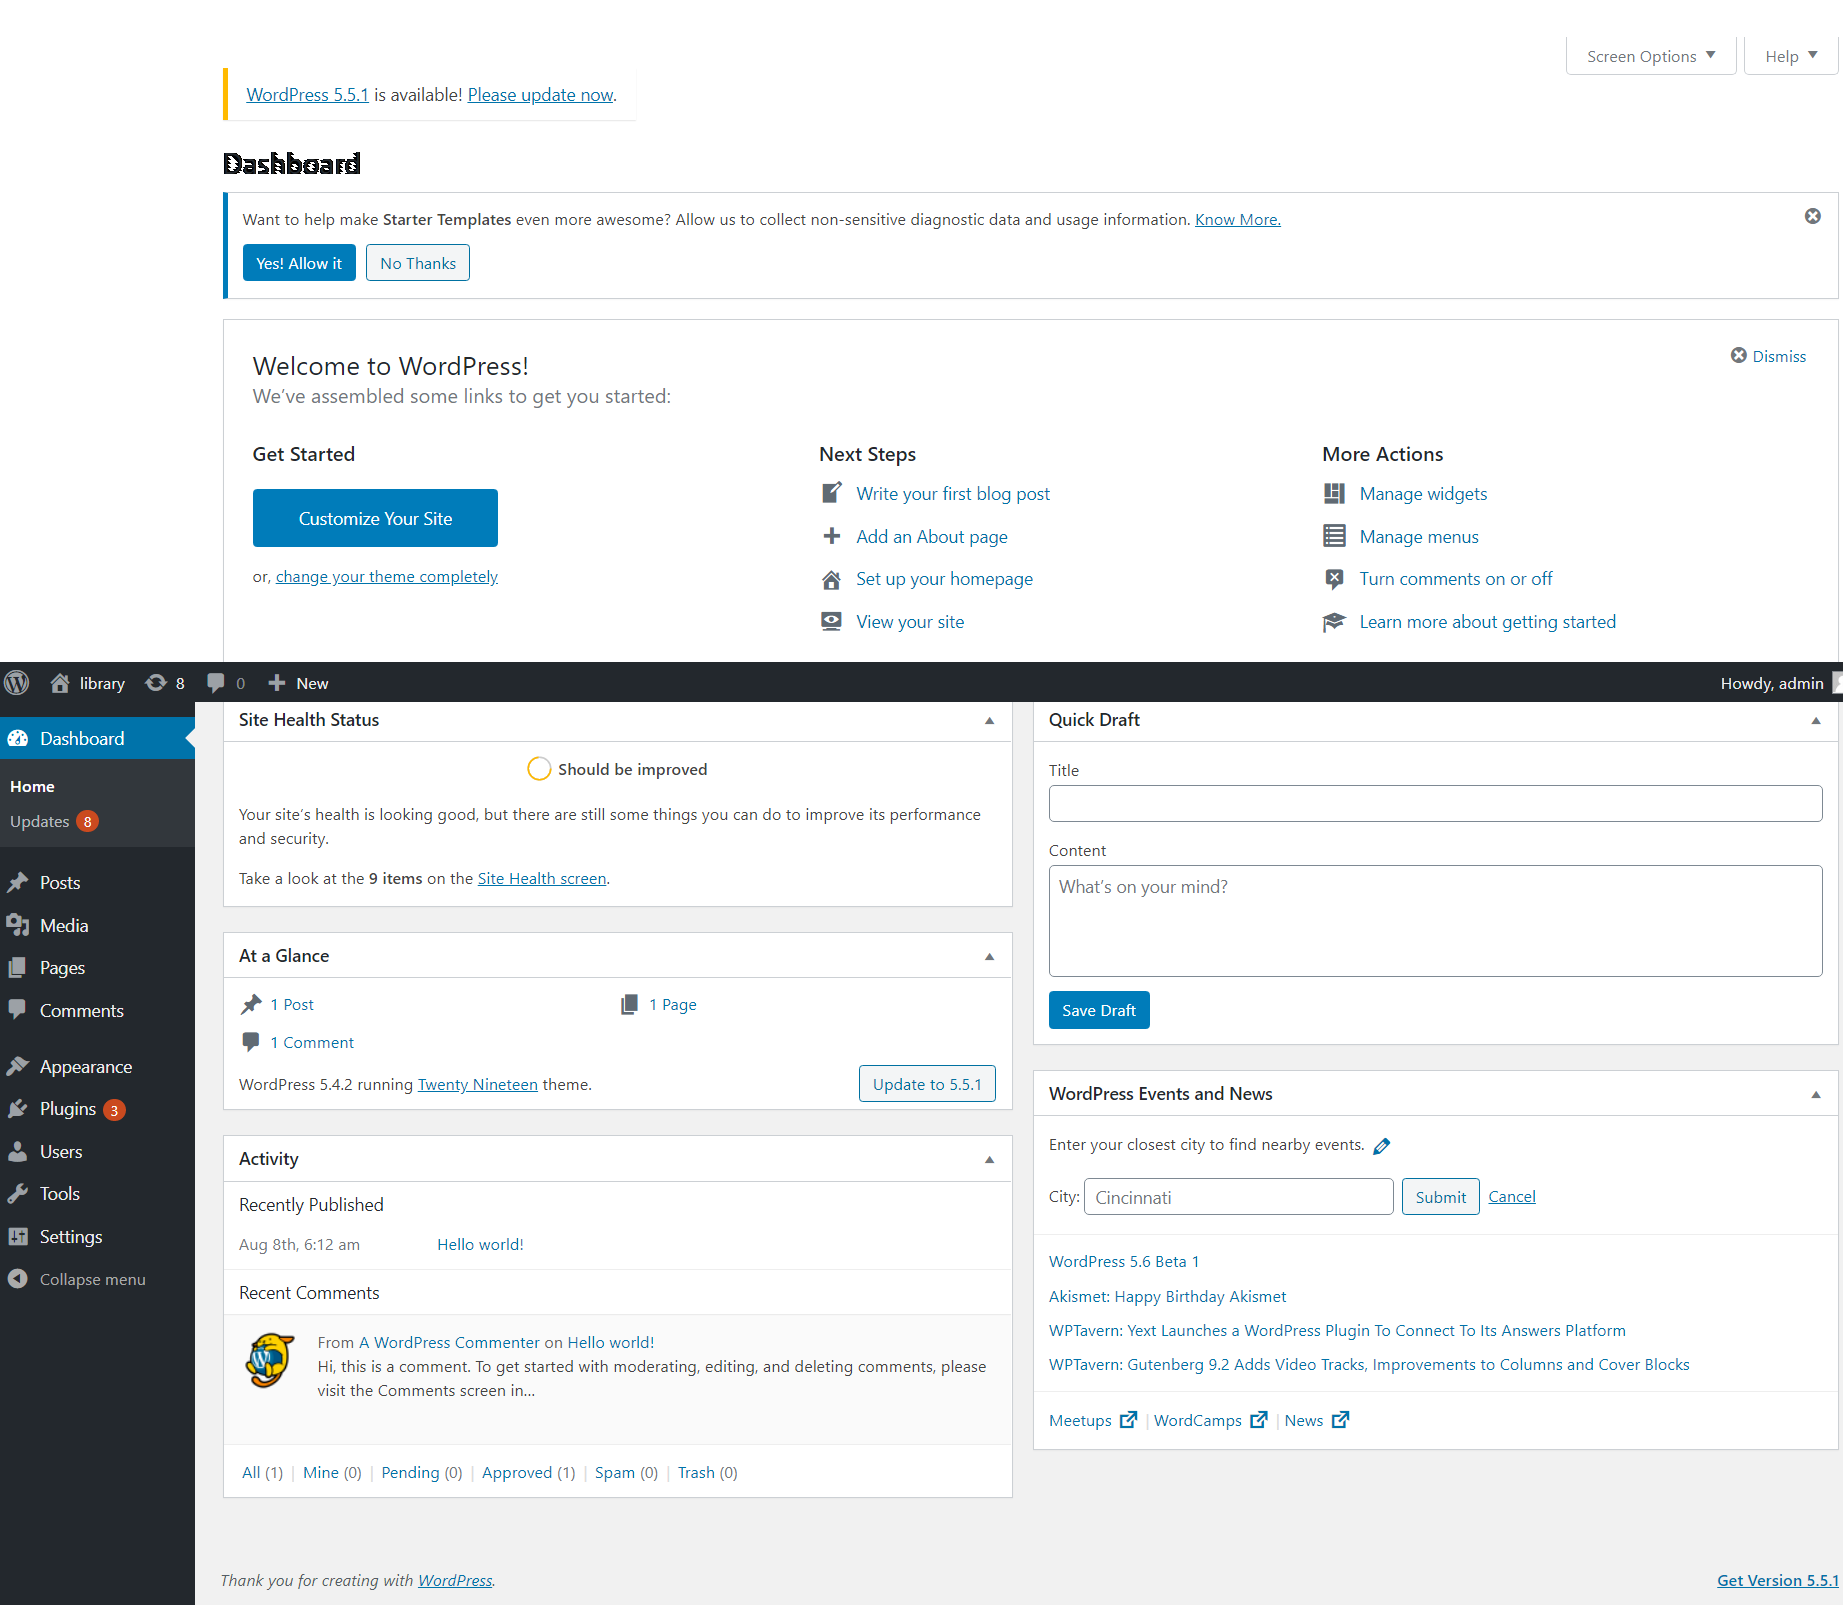 Screen Options
Help
WordPress 5.5.1 is available! Please update now.
Dashboard
Want to help make Starter Templates even more awesome? Allow us to collect non-sensitive diagnostic data and usage information. Know More.
Yes! Allow it
No Thanks
Welcome to WordPress!
We’ve assembled some links to get you started:
Dismiss
Get Started
Customize Your Site
or, change your theme completely
Next Steps
Write your first blog post
Add an About page
Set up your homepage
View your site
More Actions
Manage widgets
Manage menus
Turn comments on or off
Learn more about getting started
library
8
0
New
Howdy, admin
Dashboard
Home
Updates 8
Posts
Media
Pages
Comments
Appearance
Plugins 3
Users
Tools
Settings
Collapse menu
Site Health Status
Should be improved
Your site’s health is looking good, but there are still some things you can do to improve its performance
and security.
Take a look at the 9 items on the Site Health screen.
At a Glance
1 Post
1 Page
1 Comment
WordPress 5.4.2 running Twenty Nineteen theme.
Update to 5.5.1
Activity
Recently Published
Aug 8th, 6:12 am
Hello world!
Recent Comments
From A WordPress Commenter on Hello world!
Hi, this is a comment. To get started with moderating, editing, and deleting comments, please
visit the Comments screen in…
All (1) | Mine (0) | Pending (0) | Approved (1) | Spam (0) | Trash (0)
Quick Draft
Title
Content
What’s on your mind?
Save Draft
WordPress Events and News
Enter your closest city to find nearby events.
City: Cincinnati Submit Cancel
WordPress 5.6 Beta 1
Akismet: Happy Birthday Akismet
WPTavern: Yext Launches a WordPress Plugin To Connect To Its Answers Platform
WPTavern: Gutenberg 9.2 Adds Video Tracks, Improvements to Columns and Cover Blocks
Meetups | WordCamps | News
Thank you for creating with WordPress.
Get Version 5.5.1